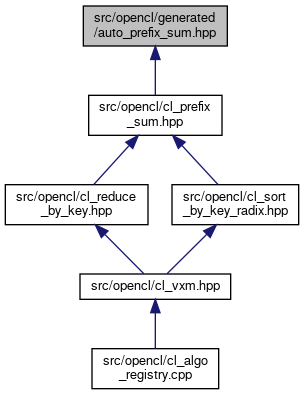 src/opencl/generated
/auto_prefix_sum.hpp
src/opencl/cl_prefix
_sum.hpp
src/opencl/cl_reduce
_by_key.hpp
src/opencl/cl_sort
_by_key_radix.hpp
src/opencl/cl_vxm.hpp
src/opencl/cl_algo
_registry.cpp